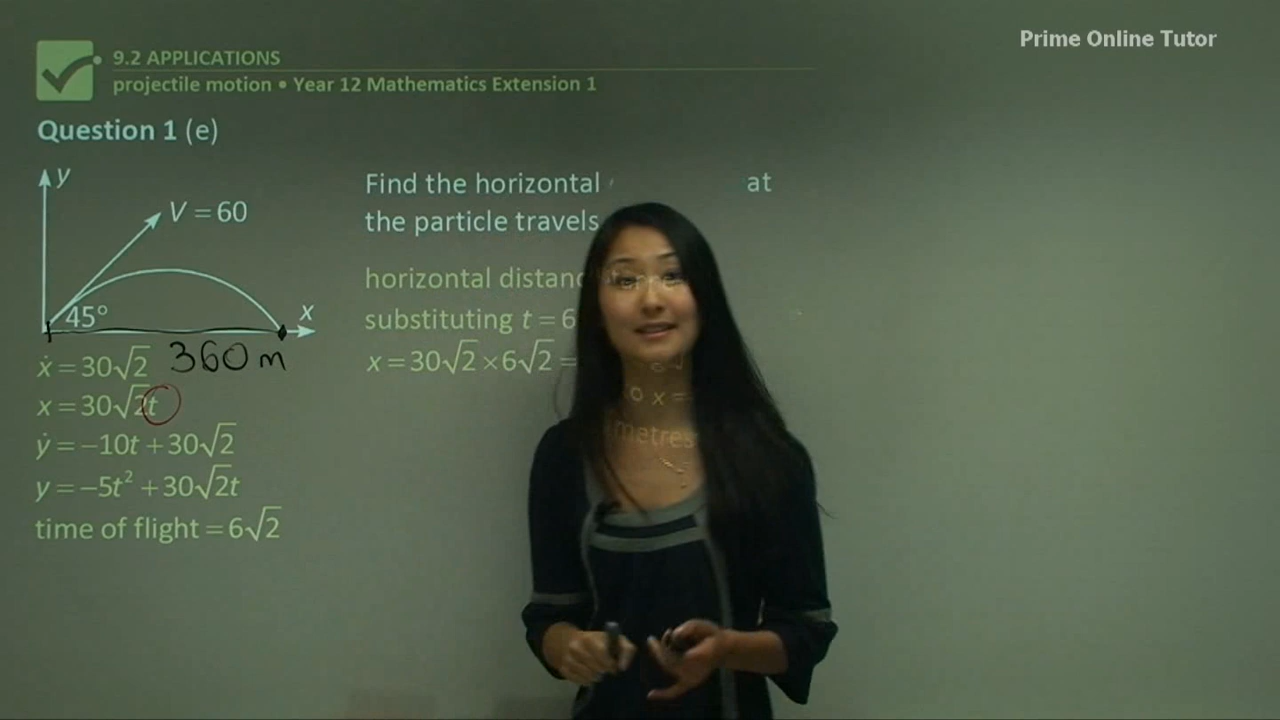 Prime Online Tutor
9.2 APPLICATIONS
projectile motion • Year 12 Mathematics Extension 1
Question 1 (e)
y
V = 60
45°
x
360 m
ẋ = 30√2
x = 30√2t
ẏ = −10t + 30√2
y = −5t² + 30√2t
time of flight = 6√2
Find the horizontal at
the particle travels
horizontal
substituting t = 6
x = 30√2 × 6√2 =
x =
metres